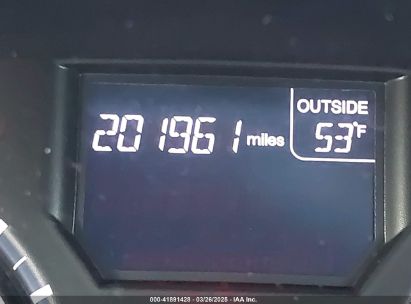 OUTSIDE
201961 miles 53°F
000-41891428 - 03/26/2025 - IAA Inc.